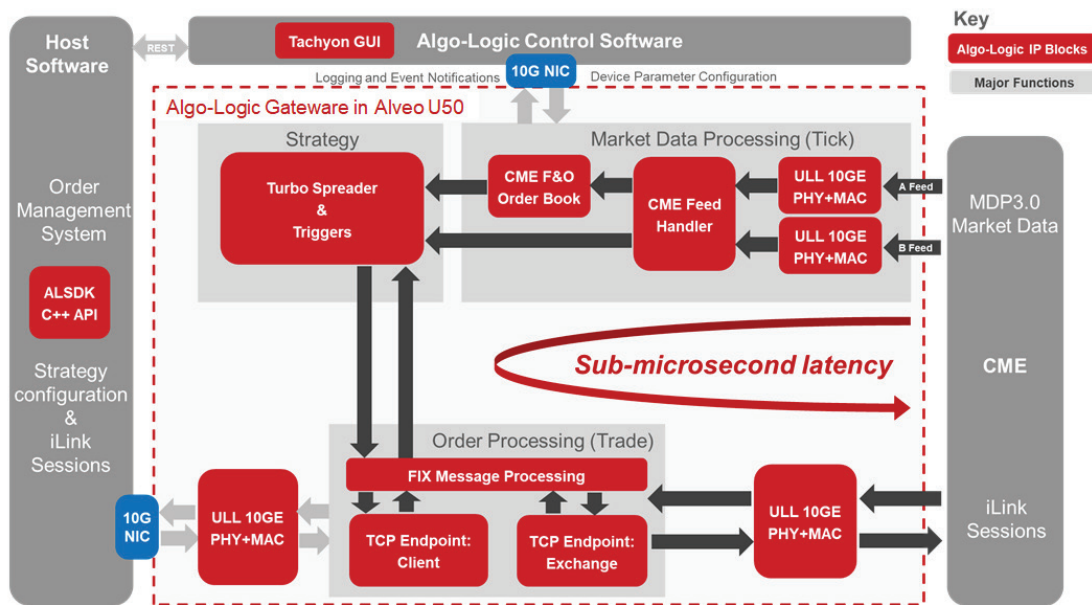 Host
Software
REST
Tachyon GUI
Algo-Logic Control Software
Key
Algo-Logic IP Blocks
Major Functions
Logging and Event Notifications
10G NIC
Device Parameter Configuration
Algo-Logic Gateware in Alveo U50
Strategy
Market Data Processing (Tick)
Turbo Spreader
&
Triggers
CME F&O
Order Book
CME Feed
Handler
ULL 10GE
PHY+MAC
A Feed
ULL 10GE
PHY+MAC
B Feed
MDP3.0
Market Data
Order
Management
System
ALSDK
C++ API
Strategy
configuration
&
iLink
Sessions
Sub-microsecond latency
CME
Order Processing (Trade)
FIX Message Processing
10G
NIC
ULL 10GE
PHY+MAC
TCP Endpoint:
Client
TCP Endpoint:
Exchange
ULL 10GE
PHY+MAC
iLink
Sessions